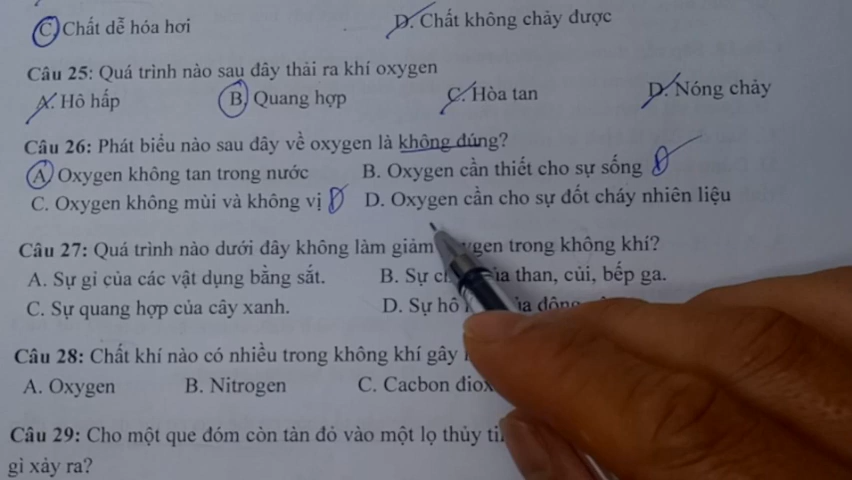 C. Chất dễ hóa hơi D. Chất không chảy được
Câu 25: Quá trình nào sau đây thải ra khí oxygen
A. Hô hấp B. Quang hợp C. Hòa tan D. Nóng chảy
Câu 26: Phát biểu nào sau đây về oxygen là không đúng?
A. Oxygen không tan trong nước B. Oxygen cần thiết cho sự sống Đ
C. Oxygen không mùi và không vị Đ D. Oxygen cần cho sự đốt cháy nhiên liệu
Câu 27: Quá trình nào dưới đây không làm giảm trong không khí?
A. Sự gỉ của các vật dụng bằng sắt. B. Sự than, củi, bếp ga.
C. Sự quang hợp của cây xanh. D. Sự hô
Câu 28: Chất khí nào có nhiều trong không khí gây
A. Oxygen B. Nitrogen C. Cacbon
Câu 29: Cho một que đóm còn tàn đỏ vào một lọ thủy
gì xảy ra?